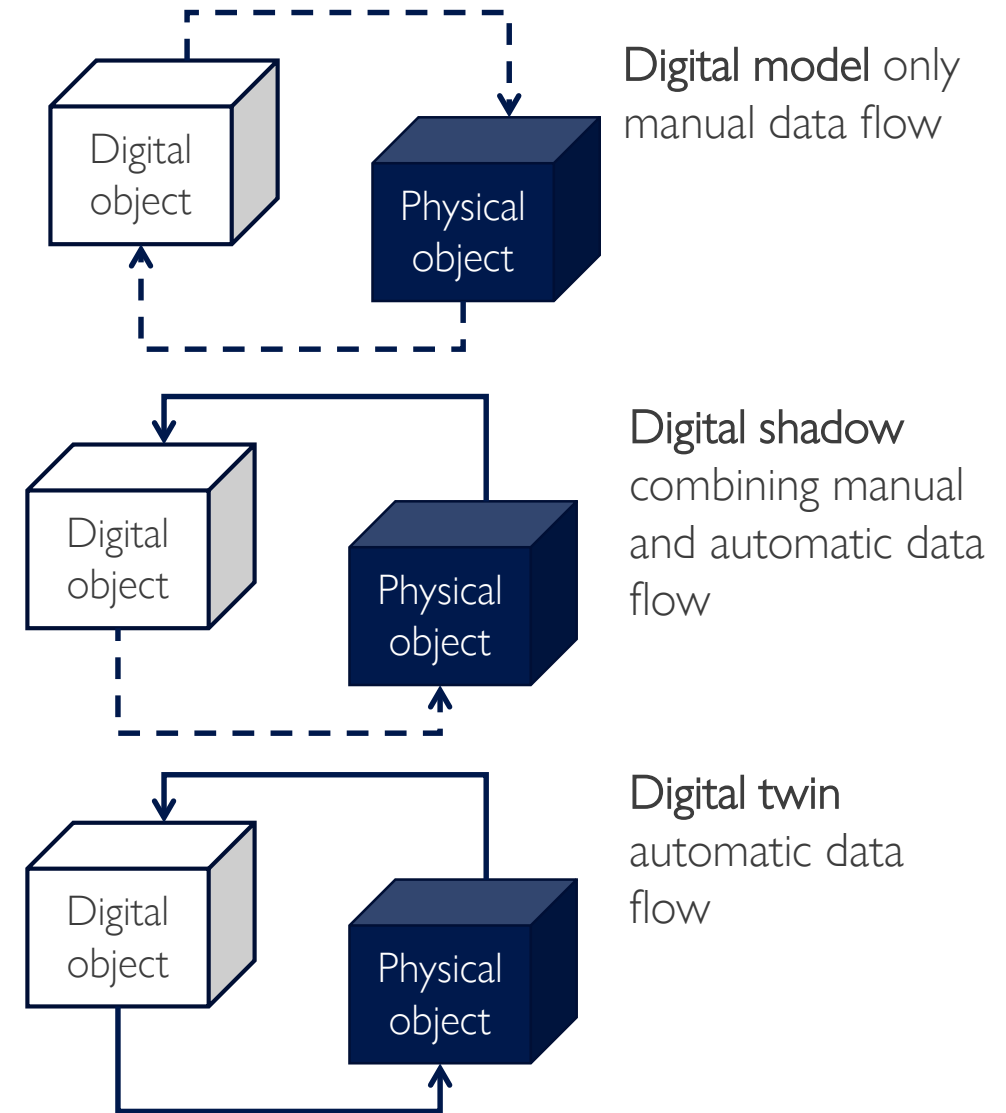 Digital model only
manual data flow
Digital
object
Physical
object
Digital shadow
combining manual
and automatic data
flow
Digital
object
Physical
object
Digital twin
automatic data
flow
Digital
object
Physical
object